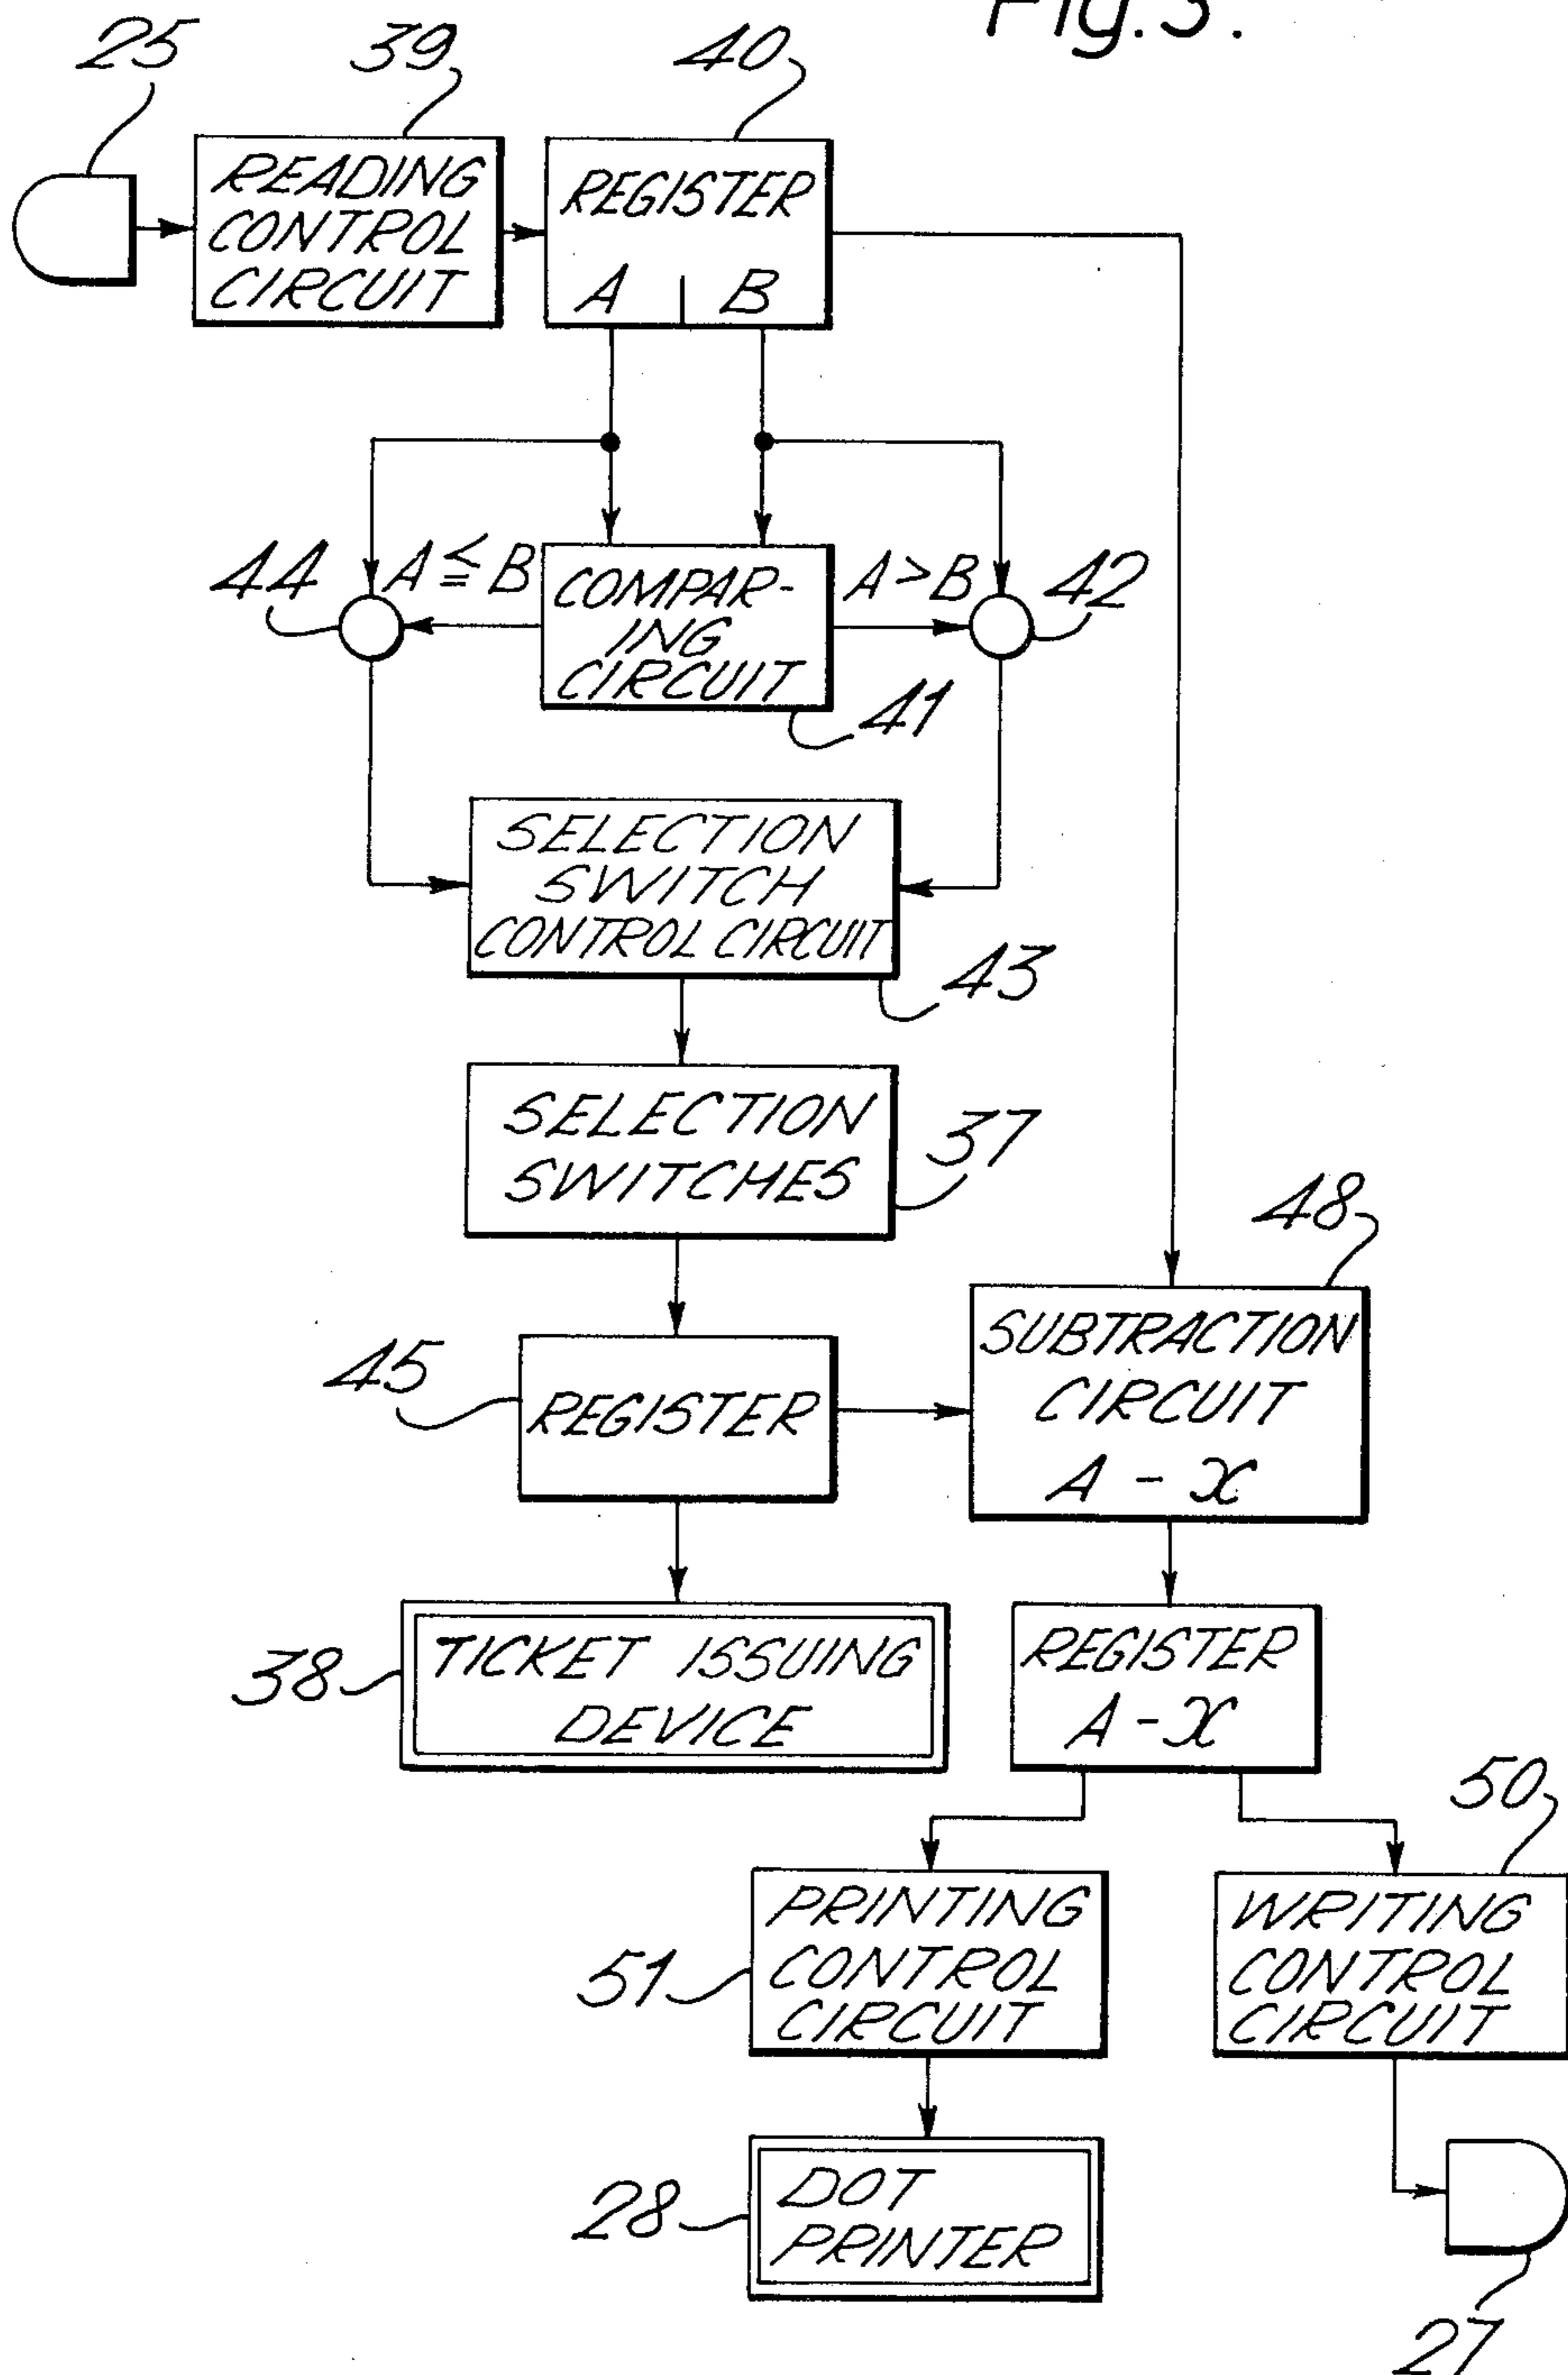 Fig. 3.
25
39
40
READING
CONTROL
CIRCUIT
REGISTER
A | B
44
A ≦ B
COMPAR-
ING
CIRCUIT
A > B
42
41
SELECTION
SWITCH
CONTROL CIRCUIT
43
SELECTION
SWITCHES
37
48
45
REGISTER
SUBTRACTION
CIRCUIT
A - x
38
TICKET ISSUING
DEVICE
REGISTER
A - x
50
51
PRINTING
CONTROL
CIRCUIT
WRITING
CONTROL
CIRCUIT
28
DOT
PRINTER
27